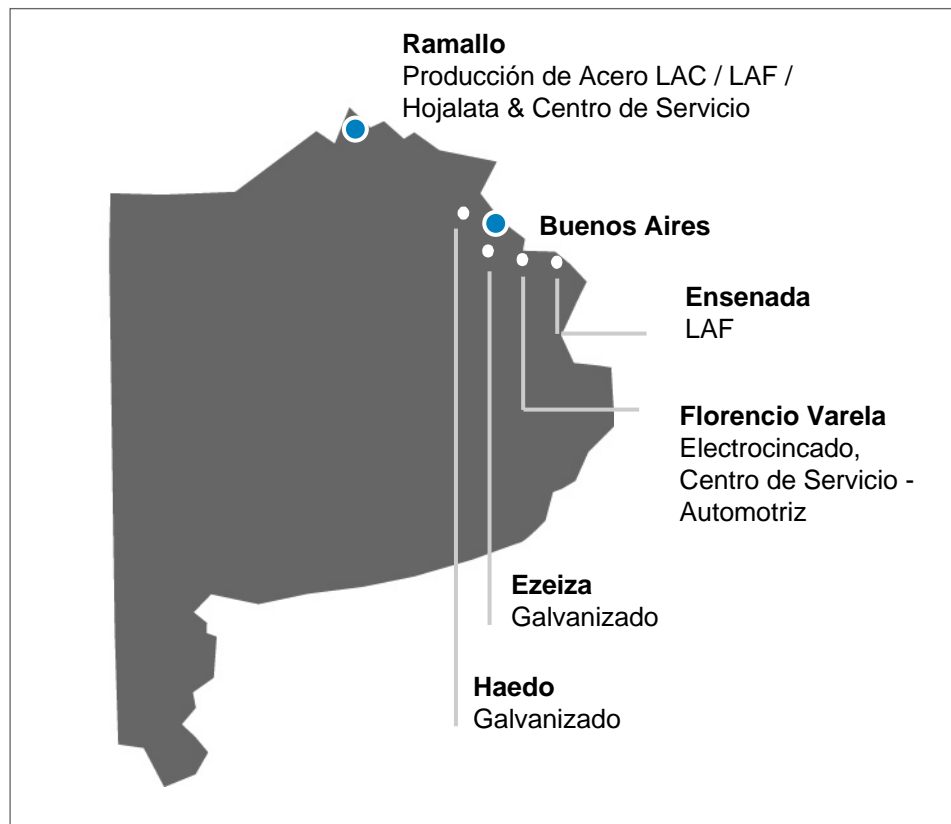 Ramallo
Producción de Acero LAC / LAF /
Hojalata & Centro de Servicio
Buenos Aires
Ensenada
LAF
Florencio Varela
Electrocincado,
Centro de Servicio -
Automotriz
Ezeiza
Galvanizado
Haedo
Galvanizado